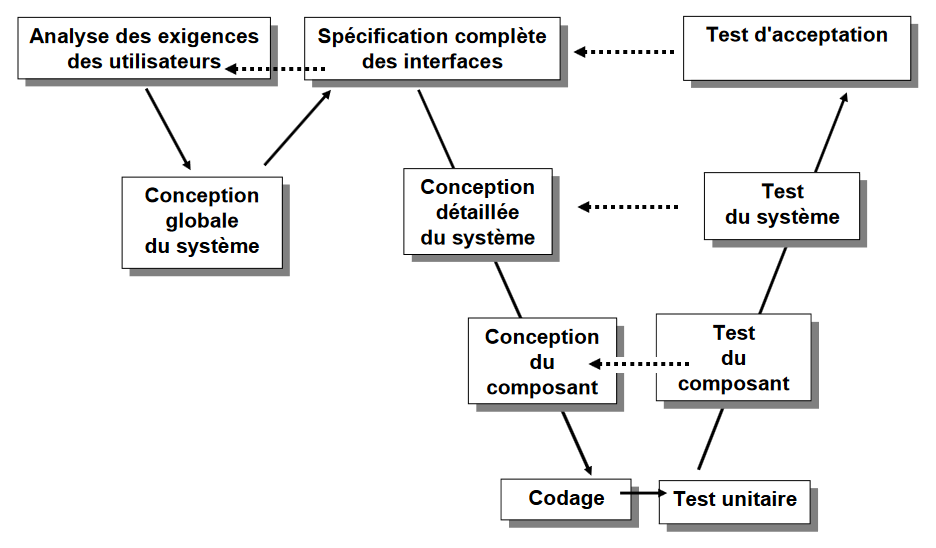 Analyse des exigences
des utilisateurs
Spécification complète
des interfaces
Test d'acceptation
Conception
globale
du système
Conception
détaillée
du système
Test
du système
Conception
du
composant
Test
du
composant
Codage
Test unitaire